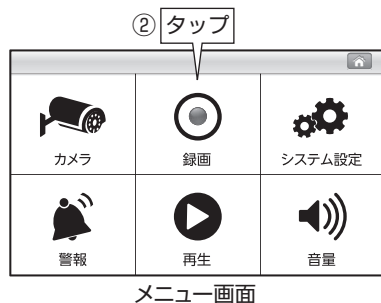 ② タップ
カメラ
録画
システム設定
警報
再生
音量
メニュー画面